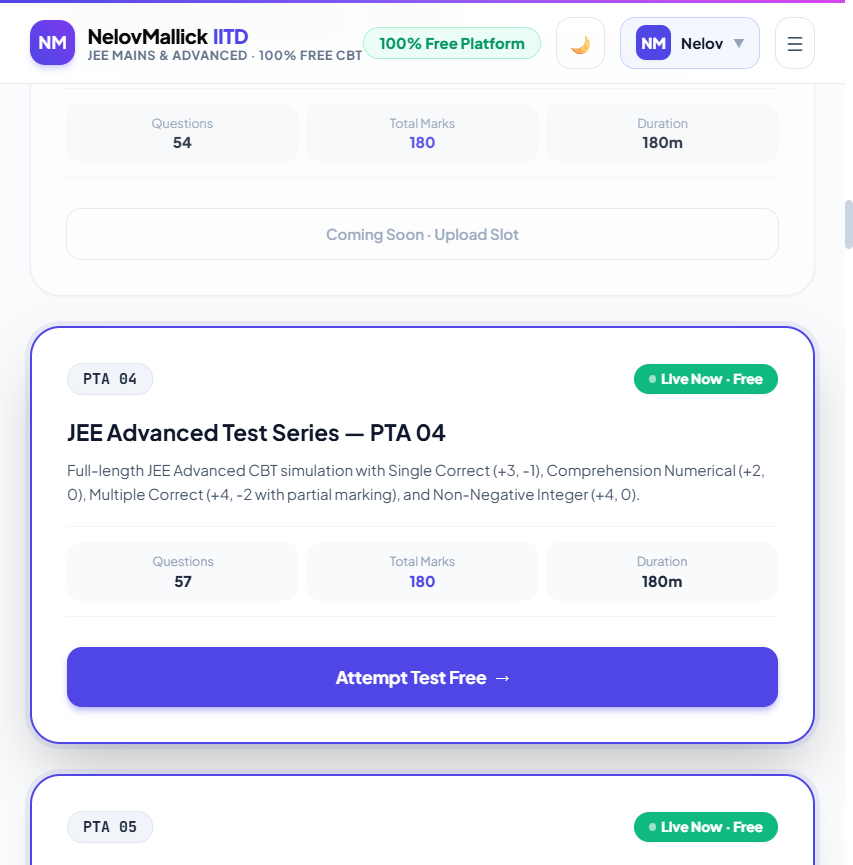 NM
NelovMallick IITD
JEE MAINS & ADVANCED · 100% FREE CBT
100% Free Platform
NM
Nelov
Questions
54
Total Marks
180
Duration
180m
Coming Soon · Upload Slot
PTA 04
Live Now · Free
JEE Advanced Test Series — PTA 04
Full-length JEE Advanced CBT simulation with Single Correct (+3, -1), Comprehension Numerical (+2,
0), Multiple Correct (+4, -2 with partial marking), and Non-Negative Integer (+4, 0).
Questions
57
Total Marks
180
Duration
180m
Attempt Test Free →
PTA 05
Live Now · Free